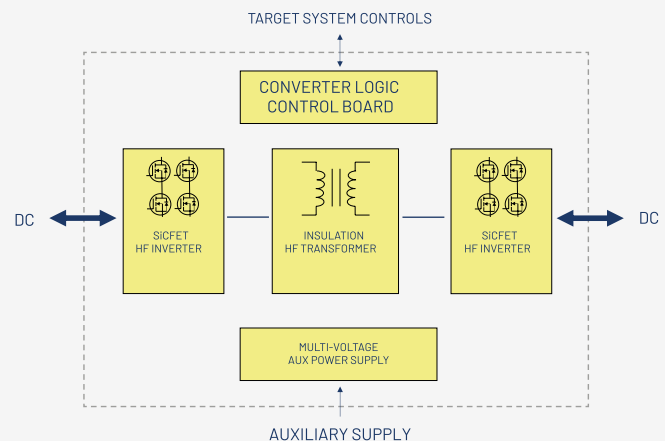 TARGET SYSTEM CONTROLS
CONVERTER LOGIC
CONTROL BOARD
DC
SiCFET
HF INVERTER
INSULATION
HF TRANSFORMER
SiCFET
HF INVERTER
DC
MULTI-VOLTAGE
AUX POWER SUPPLY
AUXILIARY SUPPLY